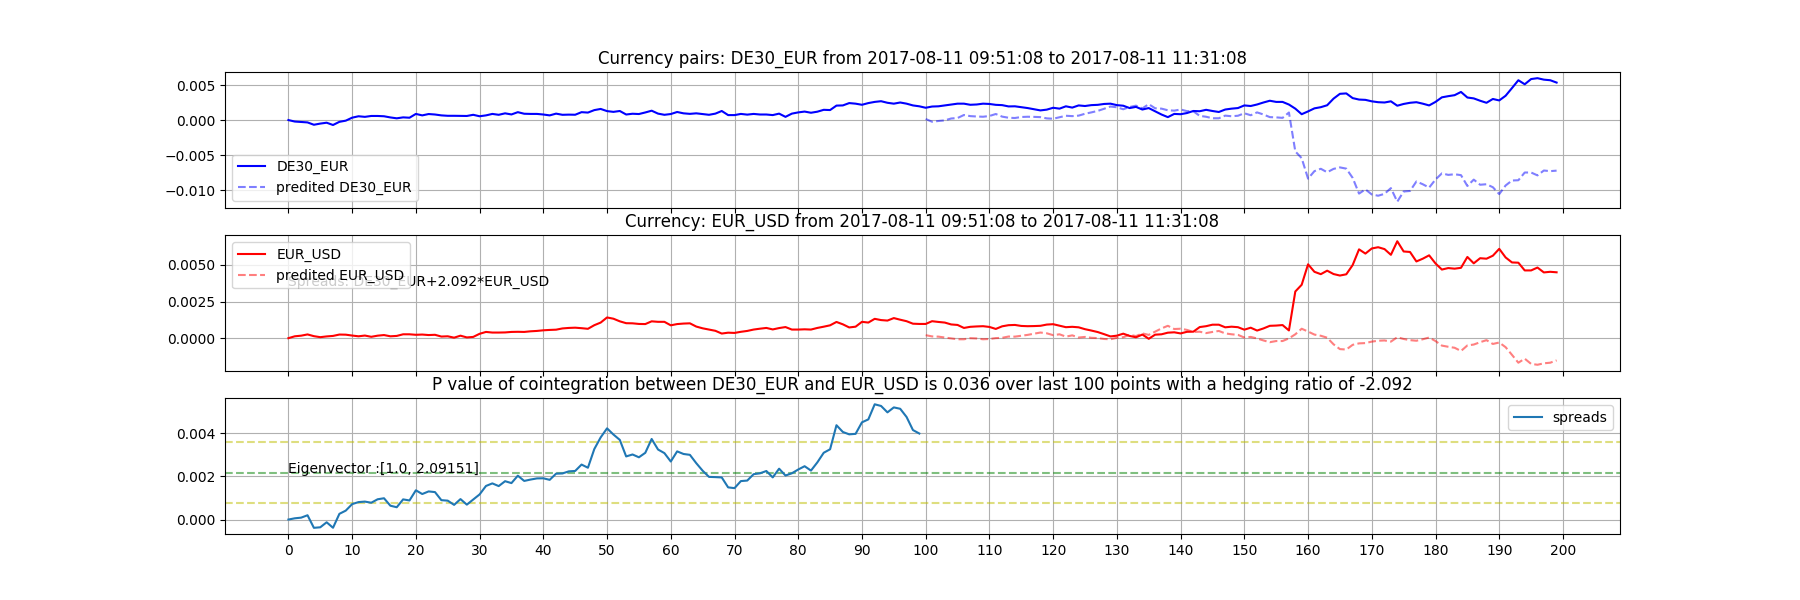 Currency pairs: DE30_EUR from 2017-08-11 09:51:08 to 2017-08-11 11:31:08
0.005
0.000
−0.005
−0.010
DE30_EUR
predited DE30_EUR
Currency: EUR_USD from 2017-08-11 09:51:08 to 2017-08-11 11:31:08
0.0050
0.0025
0.0000
EUR_USD
predited EUR_USD
Spreads: DE30_EUR+2.092*EUR_USD
P value of cointegration between DE30_EUR and EUR_USD is 0.036 over last 100 points with a hedging ratio of -2.092
0.004
0.002
0.000
spreads
Eigenvector :[1.0, 2.09151]
0 10 20 30 40 50 60 70 80 90 100 110 120 130 140 150 160 170 180 190 200